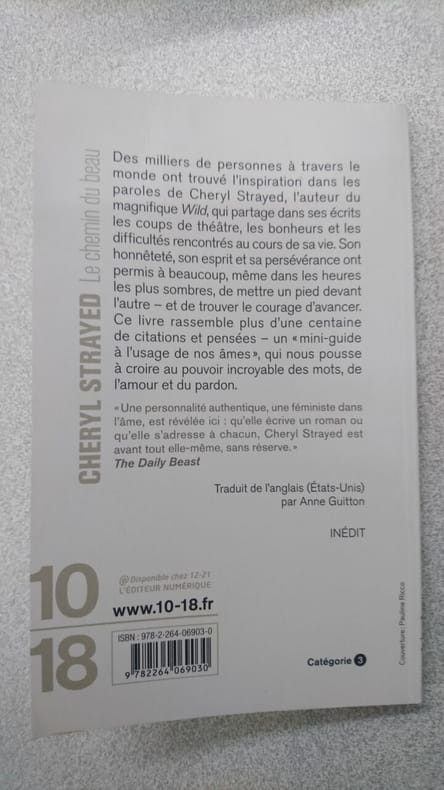 CHERYL STRAYED Le chemin du beau
Des milliers de personnes à travers le
monde ont trouvé l'inspiration dans les
paroles de Cheryl Strayed, l'auteur du
magnifique Wild, qui partage dans ses écrits
les coups de théâtre, les bonheurs et les
difficultés rencontrés au cours de sa vie. Son
honnêteté, son esprit et sa persévérance ont
permis à beaucoup, même dans les heures
les plus sombres, de mettre un pied devant
l'autre – et de trouver le courage d'avancer.
Ce livre rassemble plus d'une centaine
de citations et pensées – un « mini-guide
à l'usage de nos âmes », qui nous pousse
à croire au pouvoir incroyable des mots, de
l'amour et du pardon.
« Une personnalité authentique, une féministe dans
l'âme, est révélée ici : qu'elle écrive un roman ou
qu'elle s'adresse à chacun, Cheryl Strayed est
avant tout elle-même, sans réserve. »
The Daily Beast
Traduit de l'anglais (États-Unis)
par Anne Guitton
INÉDIT
10
18
@ Disponible chez 12-21
L'ÉDITEUR NUMÉRIQUE
www.10-18.fr
ISBN : 978-2-264-06903-0
9 782264 069030
Catégorie 3
Couverture : Pauline Ricco